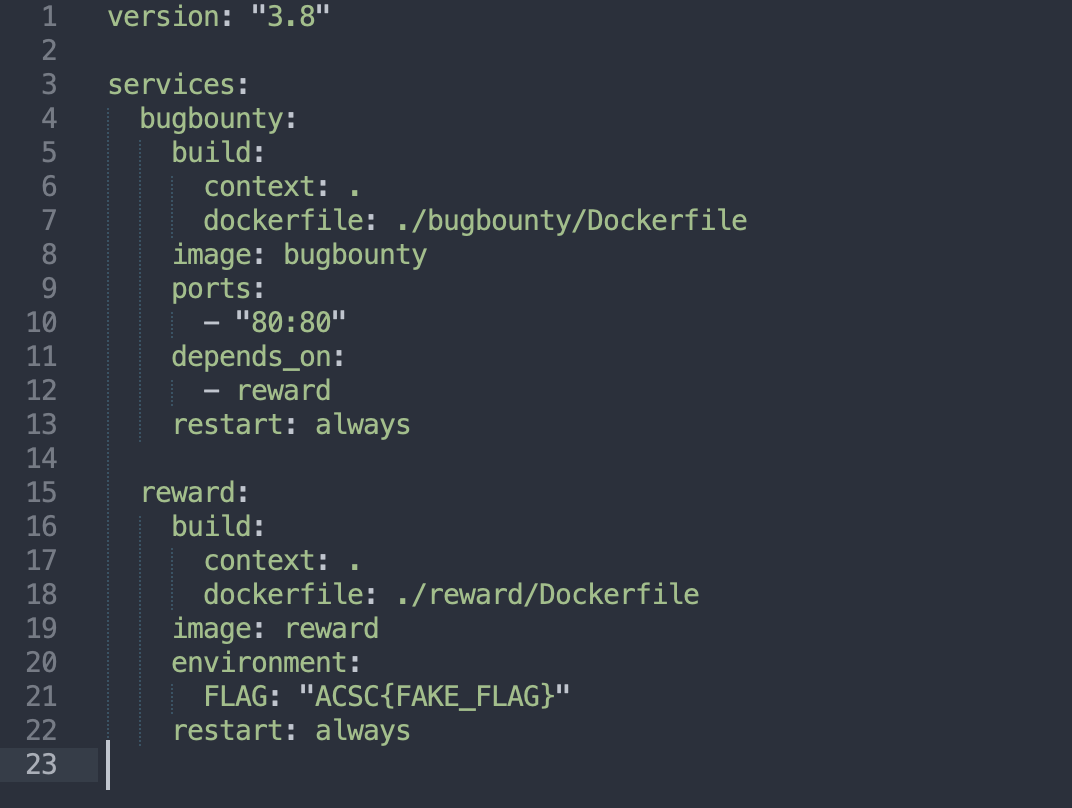 1 version: "3.8"
2
3 services:
4   bugbounty:
5     build:
6       context: .
7       dockerfile: ./bugbounty/Dockerfile
8     image: bugbounty
9     ports:
10       - "80:80"
11     depends_on:
12       - reward
13     restart: always
14
15   reward:
16     build:
17       context: .
18       dockerfile: ./reward/Dockerfile
19     image: reward
20     environment:
21       FLAG: "ACSC{FAKE_FLAG}"
22     restart: always
23